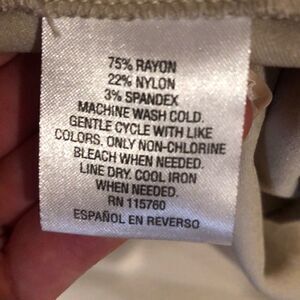 75% RAYON
22% NYLON
3% SPANDEX
MACHINE WASH COLD.
GENTLE CYCLE WITH LIKE
COLORS. ONLY NON-CHLORINE
BLEACH WHEN NEEDED.
LINE DRY. COOL IRON
WHEN NEEDED.
RN 115760
ESPAÑOL EN REVERSO